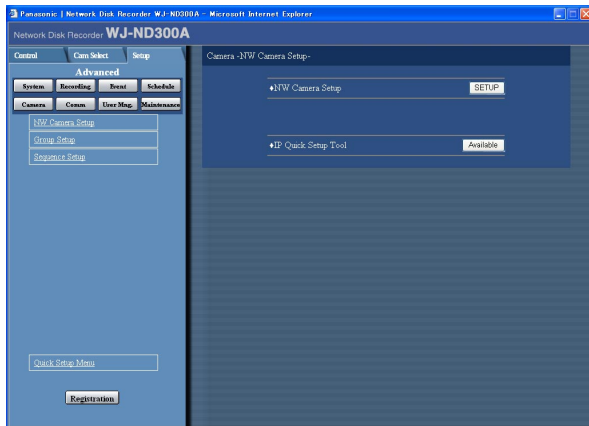 Panasonic | Network Disk Recorder WJ-ND300A - Microsoft Internet Explorer
Network Disk Recorder WJ-ND300A
Control Cam Select Setup
Advanced
System Recording Event Schedule
Camera Comm User Mng. Maintenance
NW Camera Setup
Group Setup
Sequence Setup
Quick Setup Menu
Registration
Camera -NW Camera Setup-
♦NW Camera Setup SETUP
♦IP Quick Setup Tool Available